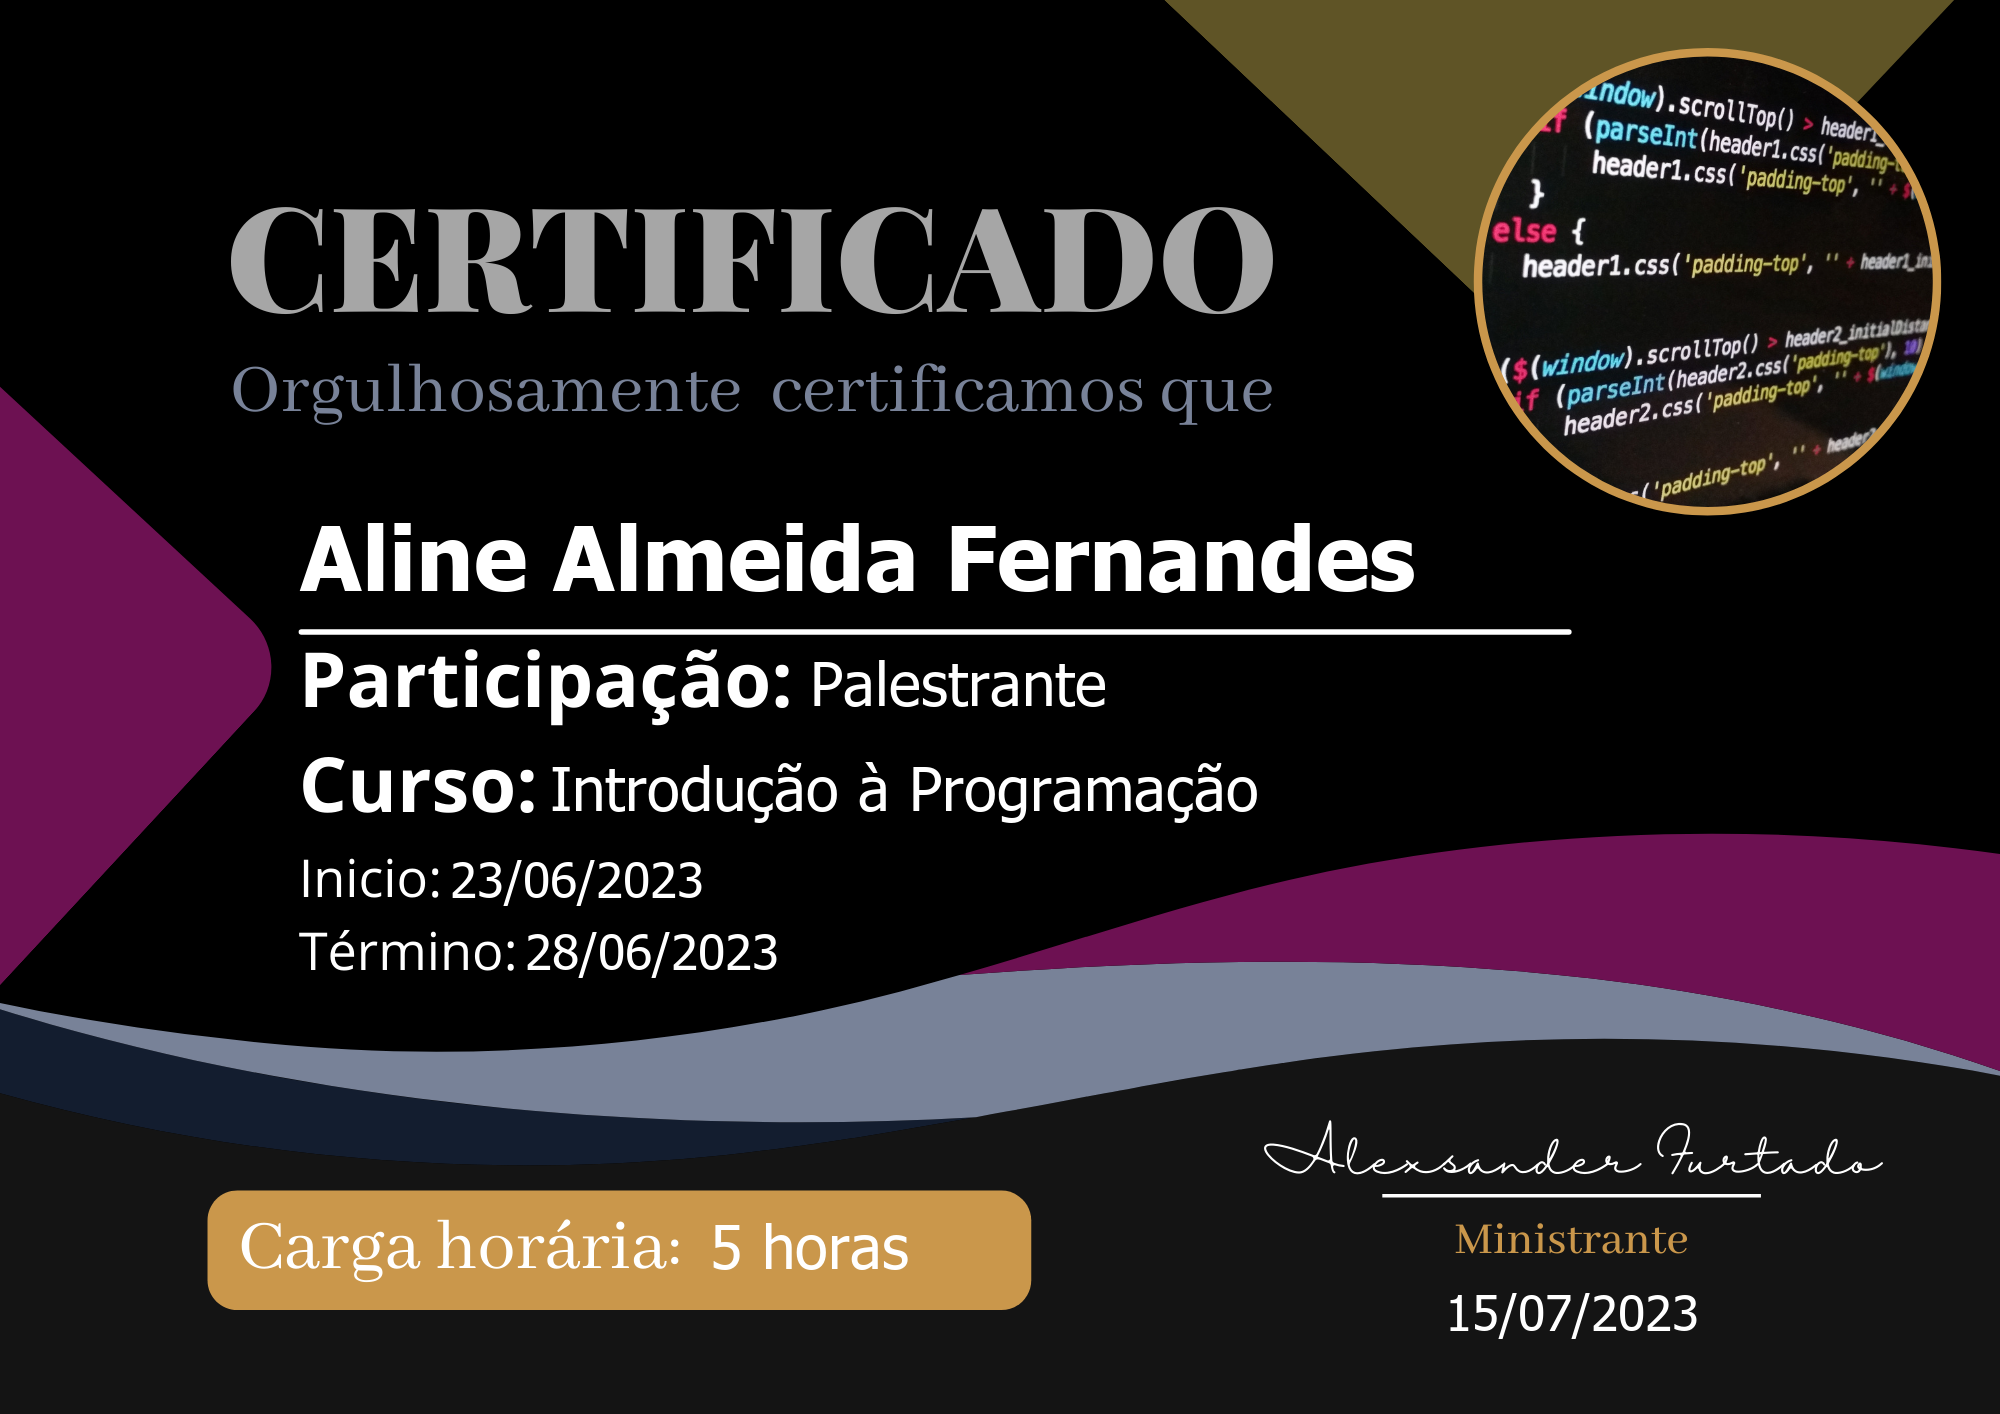 indow).scrollTop() > header1_
if (parseInt(header1.css('padding-t
header1.css('padding-top', '' + $(
}
else {
header1.css('padding-top', '' + header1_ini
($(window).scrollTop() > header2_initialDista
if (parseInt(header2.css('padding-top'), 10)
header2.css('padding-top', '' + $(window
('padding-top', '' + header2
CERTIFICADO
Orgulhosamente certificamos que
Aline Almeida Fernandes
Participação: Palestrante
Curso: Introdução à Programação
Inicio: 23/06/2023
Término: 28/06/2023
Carga horária: 5 horas
Alexsander Furtado
Ministrante
15/07/2023